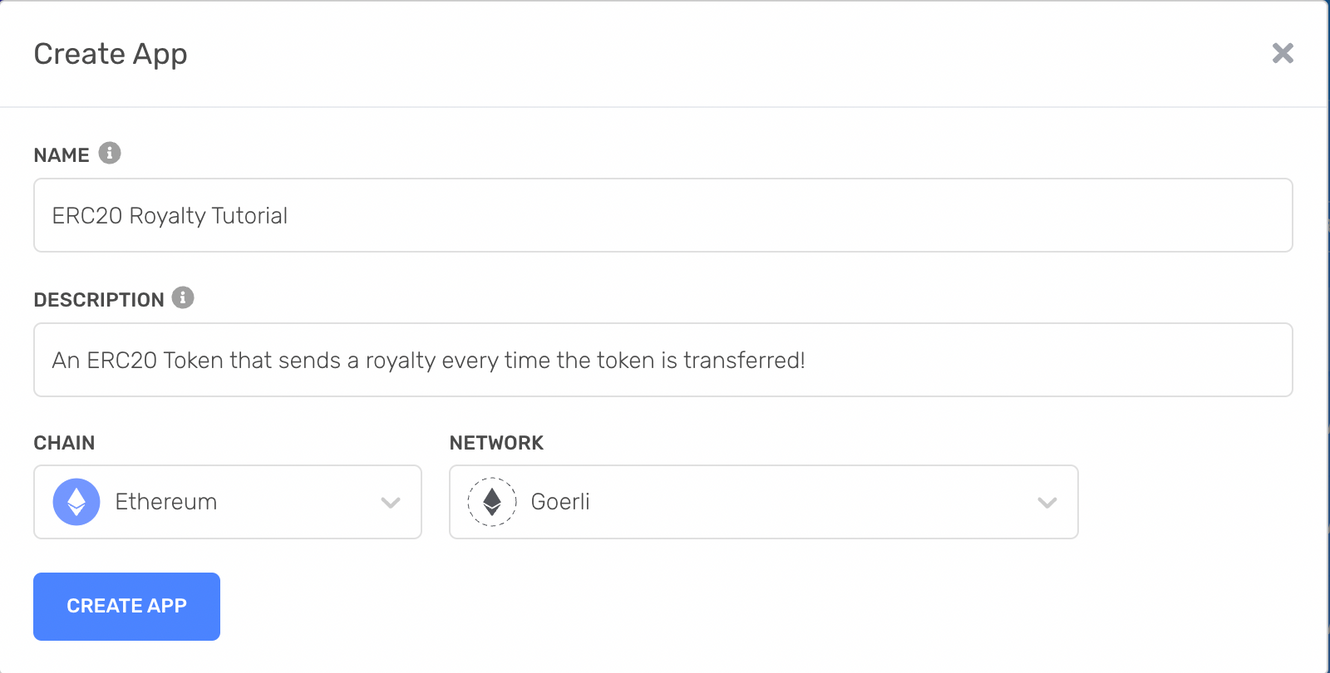 Create App
NAME
ERC20 Royalty Tutorial
DESCRIPTION
An ERC20 Token that sends a royalty every time the token is transferred!
CHAIN NETWORK
Ethereum Goerli
CREATE APP